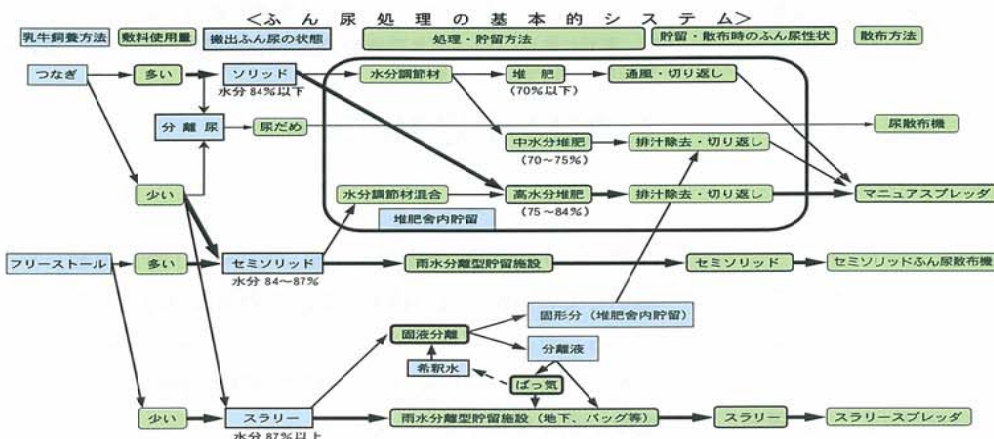 ＜ふん尿処理の基本的システム＞
乳牛飼養方法
敷料使用量
搬出ふん尿の状態
処理・貯留方法
貯留・散布時のふん尿性状
散布方法
つなぎ
多い
ソリッド
水分84％以下
水分調節材
堆肥
(70％以下)
通風・切り返し
分離尿
尿だめ
尿散布機
中水分堆肥
(70～75％)
排汁除去・切り返し
少い
水分調節材混合
高水分堆肥
(75～84％)
排汁除去・切り返し
マニュアスプレッダ
堆肥舎内貯留
フリーストール
多い
セミソリッド
水分84～87％
雨水分離型貯留施設
セミソリッド
セミソリッドふん尿散布機
固形分（堆肥舎内貯留）
固液分離
分離液
希釈水
ばっ気
少い
スラリー
水分87％以上
雨水分離型貯留施設（地下、バッグ等）
スラリー
スラリースプレッダ